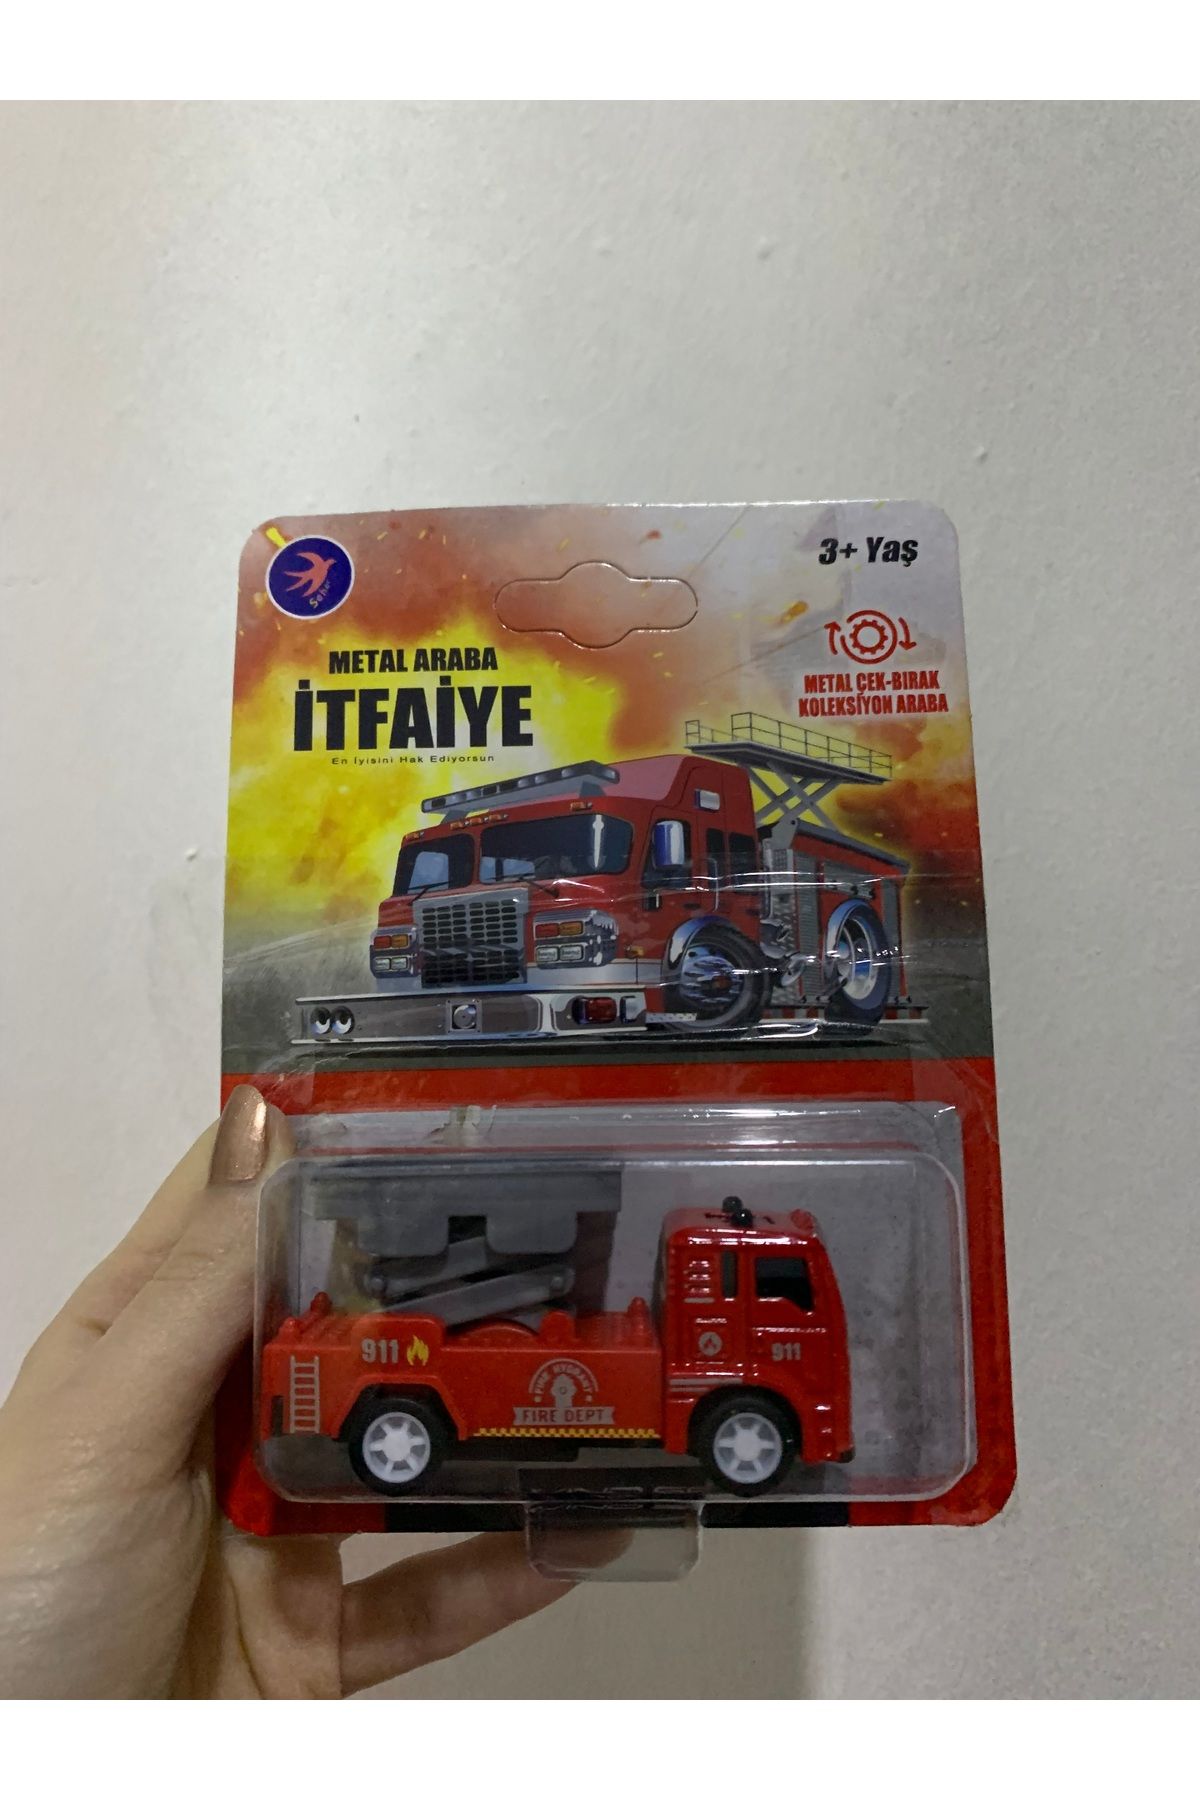 3+ Yaş
Seher
METAL ARABA
İTFAİYE
En İyisini Hak Ediyorsun
METAL ÇEK-BIRAK
KOLEKSİYON ARABA
911
911
FIRE HYDRANT
FIRE DEPT